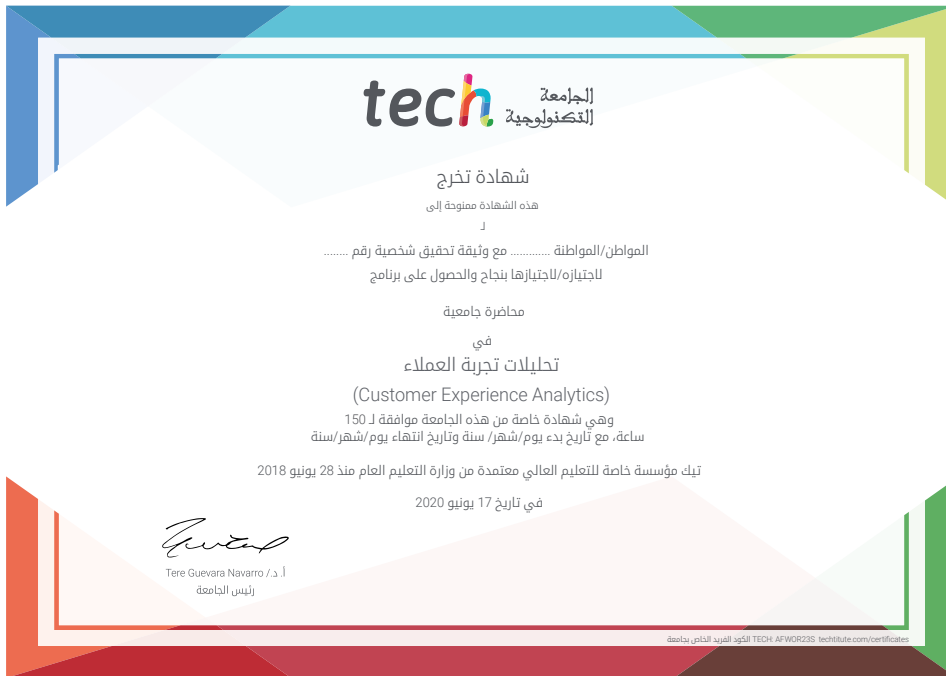 tech الجامعة
التكنولوجية
شهادة تخرج
هذه الشهادة ممنوحة إلى
لـ
المواطن/المواطنة ............ مع وثيقة تحقيق شخصية رقم ........
لاجتيازه/لاجتيازها بنجاح والحصول على برنامج
محاضرة جامعية
في
تحليلات تجربة العملاء
(Customer Experience Analytics)
وهي شهادة خاصة من هذه الجامعة موافقة لـ 150
ساعة، مع تاريخ بدء يوم/شهر/ سنة وتاريخ انتهاء يوم/شهر/سنة
تيك مؤسسة خاصة للتعليم العالي معتمدة من وزارة التعليم العام منذ 28 يونيو 2018
في تاريخ 17 يونيو 2020
أ. د./ Tere Guevara Navarro
رئيس الجامعة
الكود الفريد الخاص بجامعة TECH: AFWOR23S techtitute.com/certificates